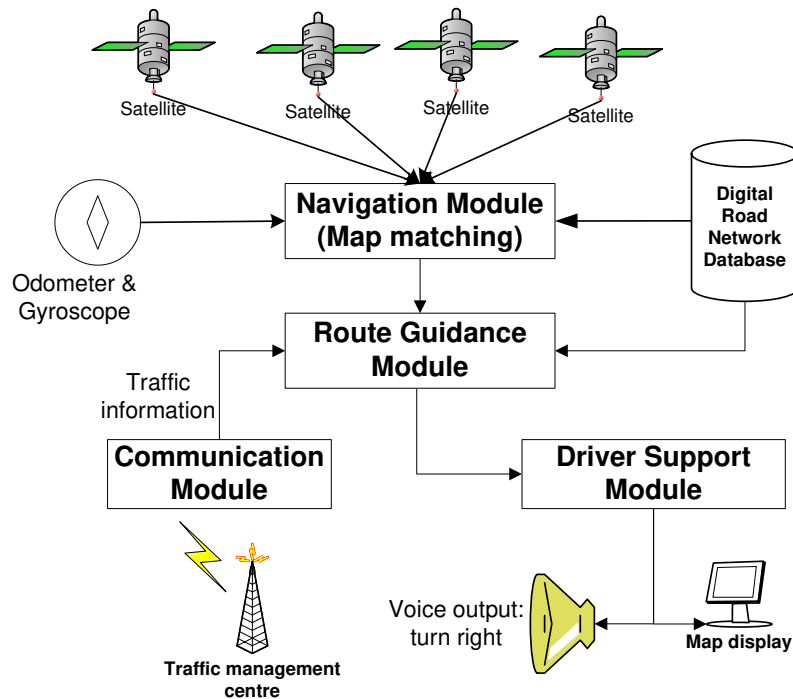 Satellite
Satellite
Satellite
Satellite
Navigation Module
(Map matching)
Digital
Road
Network
Database
Odometer &
Gyroscope
Route Guidance
Module
Traffic
information
Communication
Module
Driver Support
Module
Voice output:
turn right
Map display
Traffic management
centre